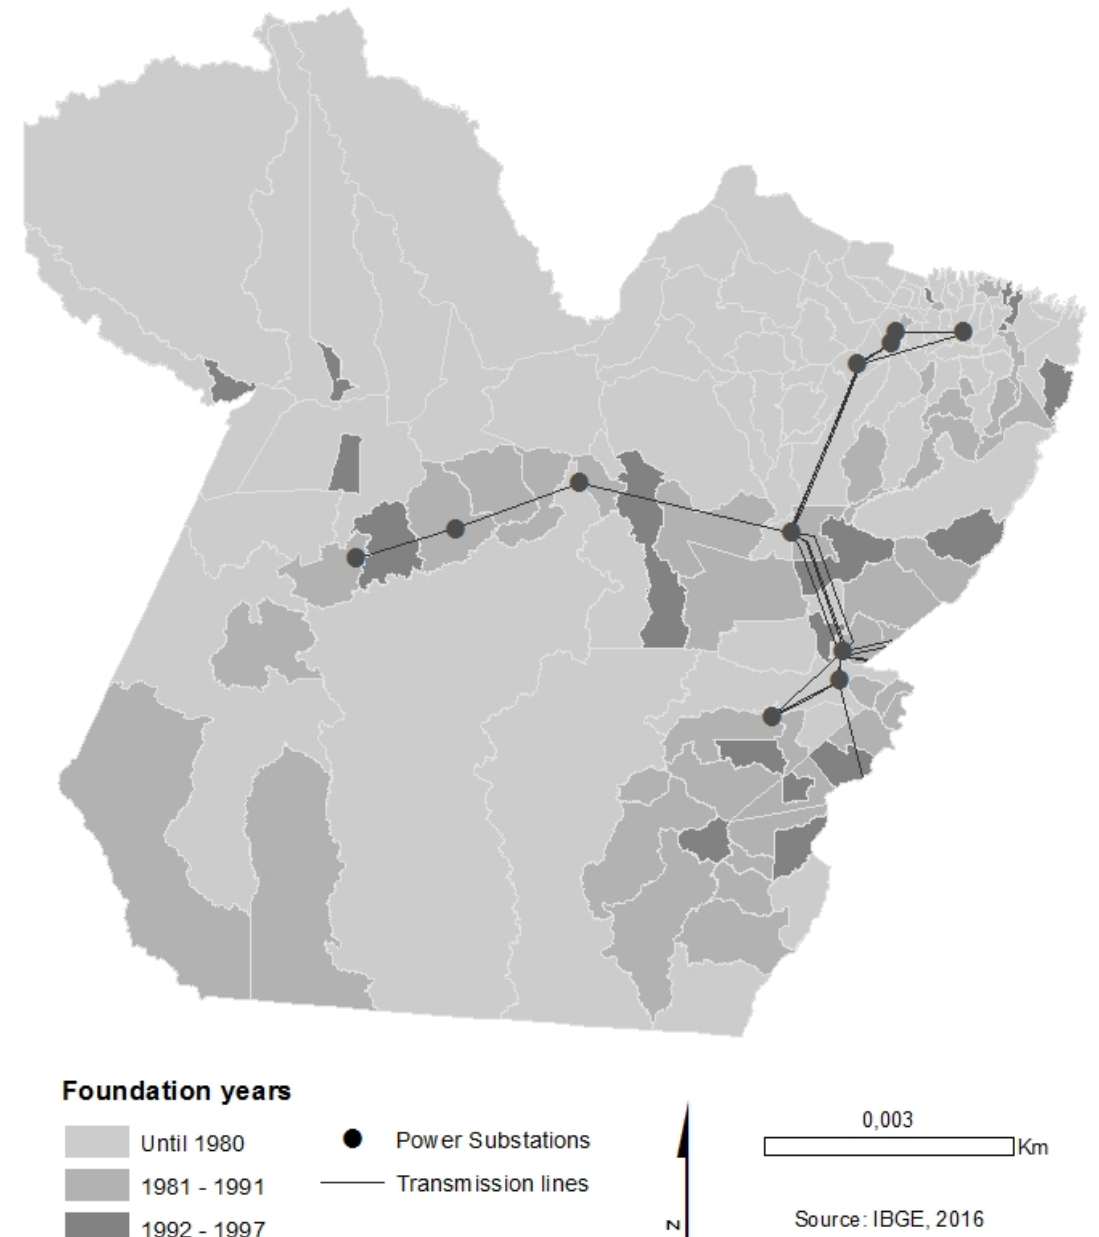 Foundation years
Until 1980
1981 - 1991
1992 - 1997
Power Substations
Transmission lines
N
0,003
Km
Source: IBGE, 2016